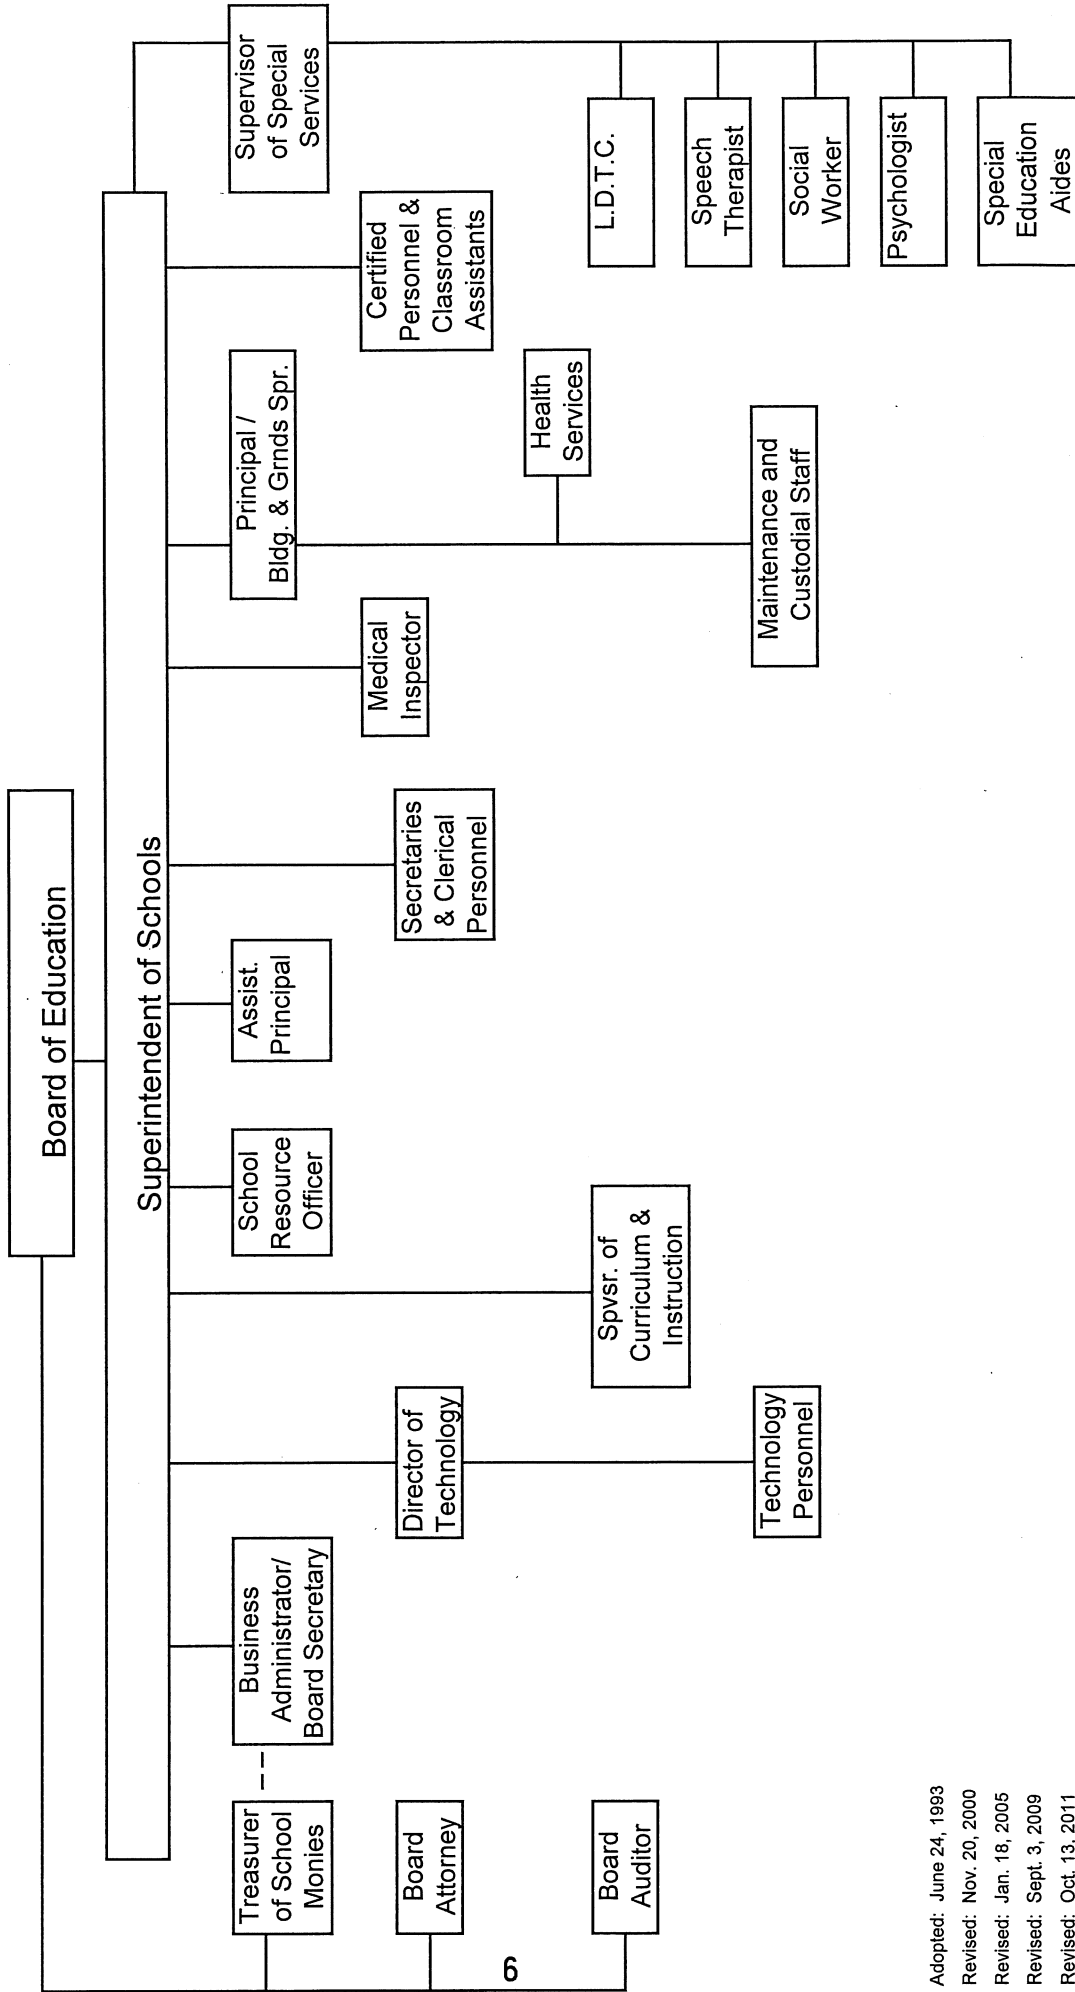 Board of Education
Superintendent of Schools
Treasurer
of School
Monies
Business
Administrator/
Board Secretary
School
Resource
Officer
Assist.
Principal
Principal /
Bldg. & Grnds Spr.
Supervisor
of Special
Services
Board
Attorney
Director of
Technology
Secretaries
& Clerical
Personnel
Medical
Inspector
Certified
Personnel &
Classroom
Assistants
Board
Auditor
Spvsr. of
Curriculum &
Instruction
Health
Services
L.D.T.C.
Speech
Therapist
Social
Worker
Psychologist
Special
Education
Aides
Technology
Personnel
Maintenance and
Custodial Staff
6
Adopted: June 24, 1993
Revised: Nov. 20, 2000
Revised: Jan. 18, 2005
Revised: Sept. 3, 2009
Revised: Oct. 13, 2011